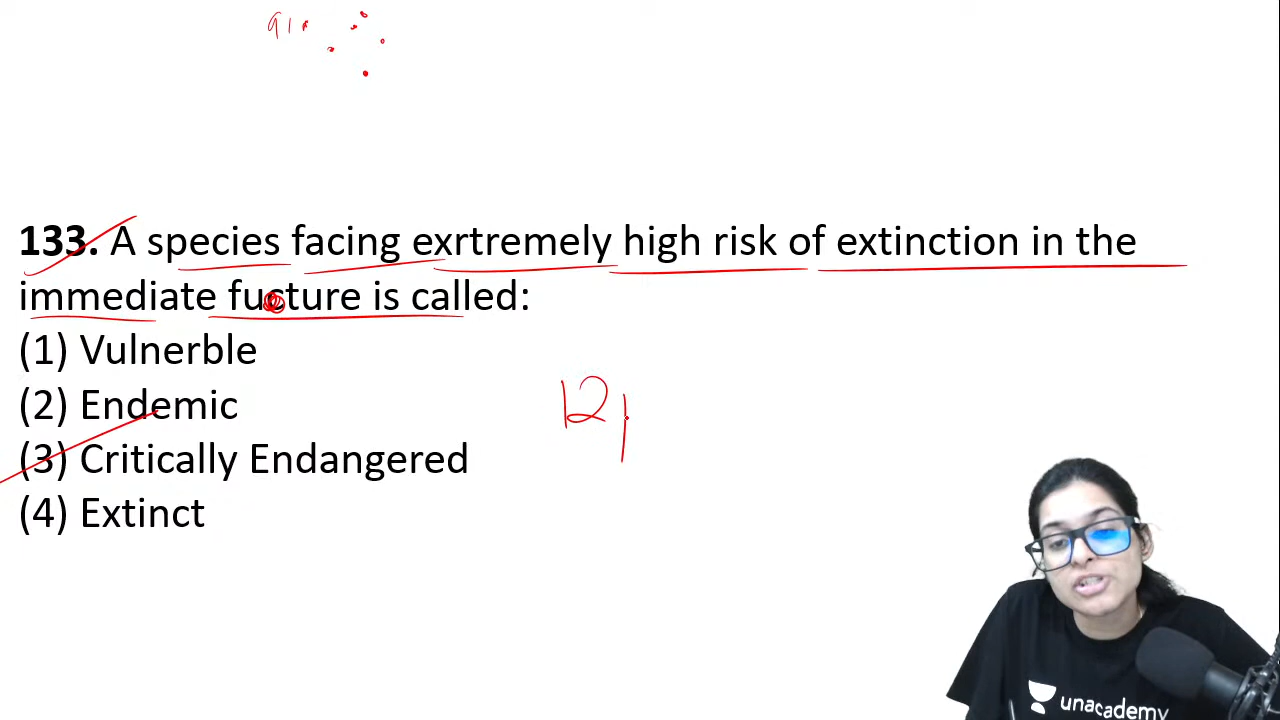 133. A species facing exrtremely high risk of extinction in the
immediate fucture is called:
(1) Vulnerble
(2) Endemic
(3) Critically Endangered
(4) Extinct
12
unacademy